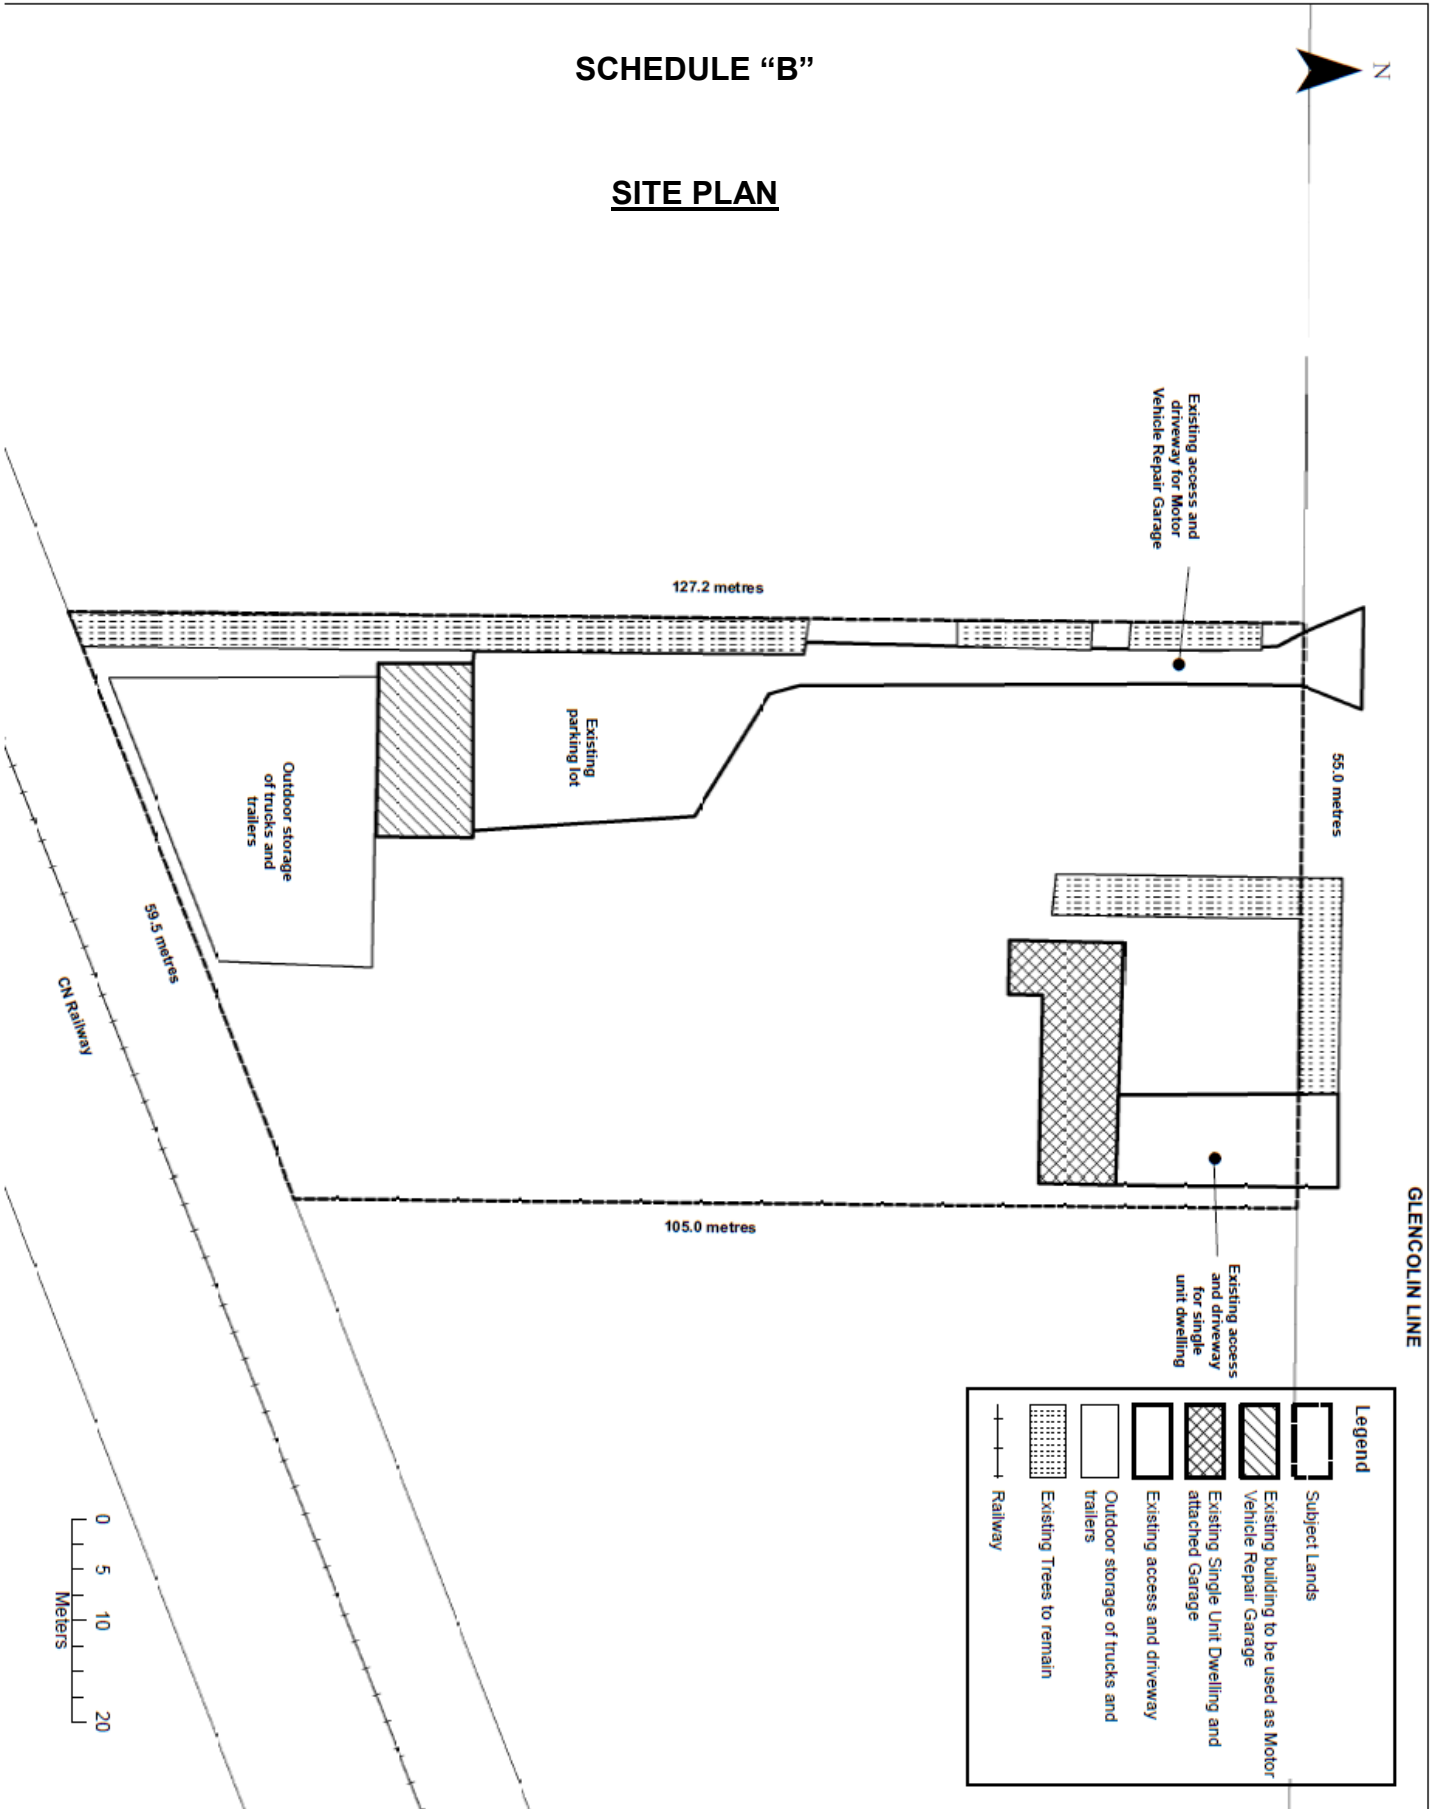 SCHEDULE “B”
SITE PLAN
N
GLENCOLIN LINE
Existing access and
driveway for Motor
Vehicle Repair Garage
127.2 metres
55.0 metres
Existing
parking lot
Outdoor storage
of trucks and
trailers
59.5 metres
CN Railway
105.0 metres
Existing access
and driveway
for single
unit dwelling
Legend
Subject Lands
Existing building to be used as Motor
Vehicle Repair Garage
Existing Single Unit Dwelling and
attached Garage
Existing access and driveway
Outdoor storage of trucks and
trailers
Existing Trees to remain
Railway
0 5 10 20
Meters